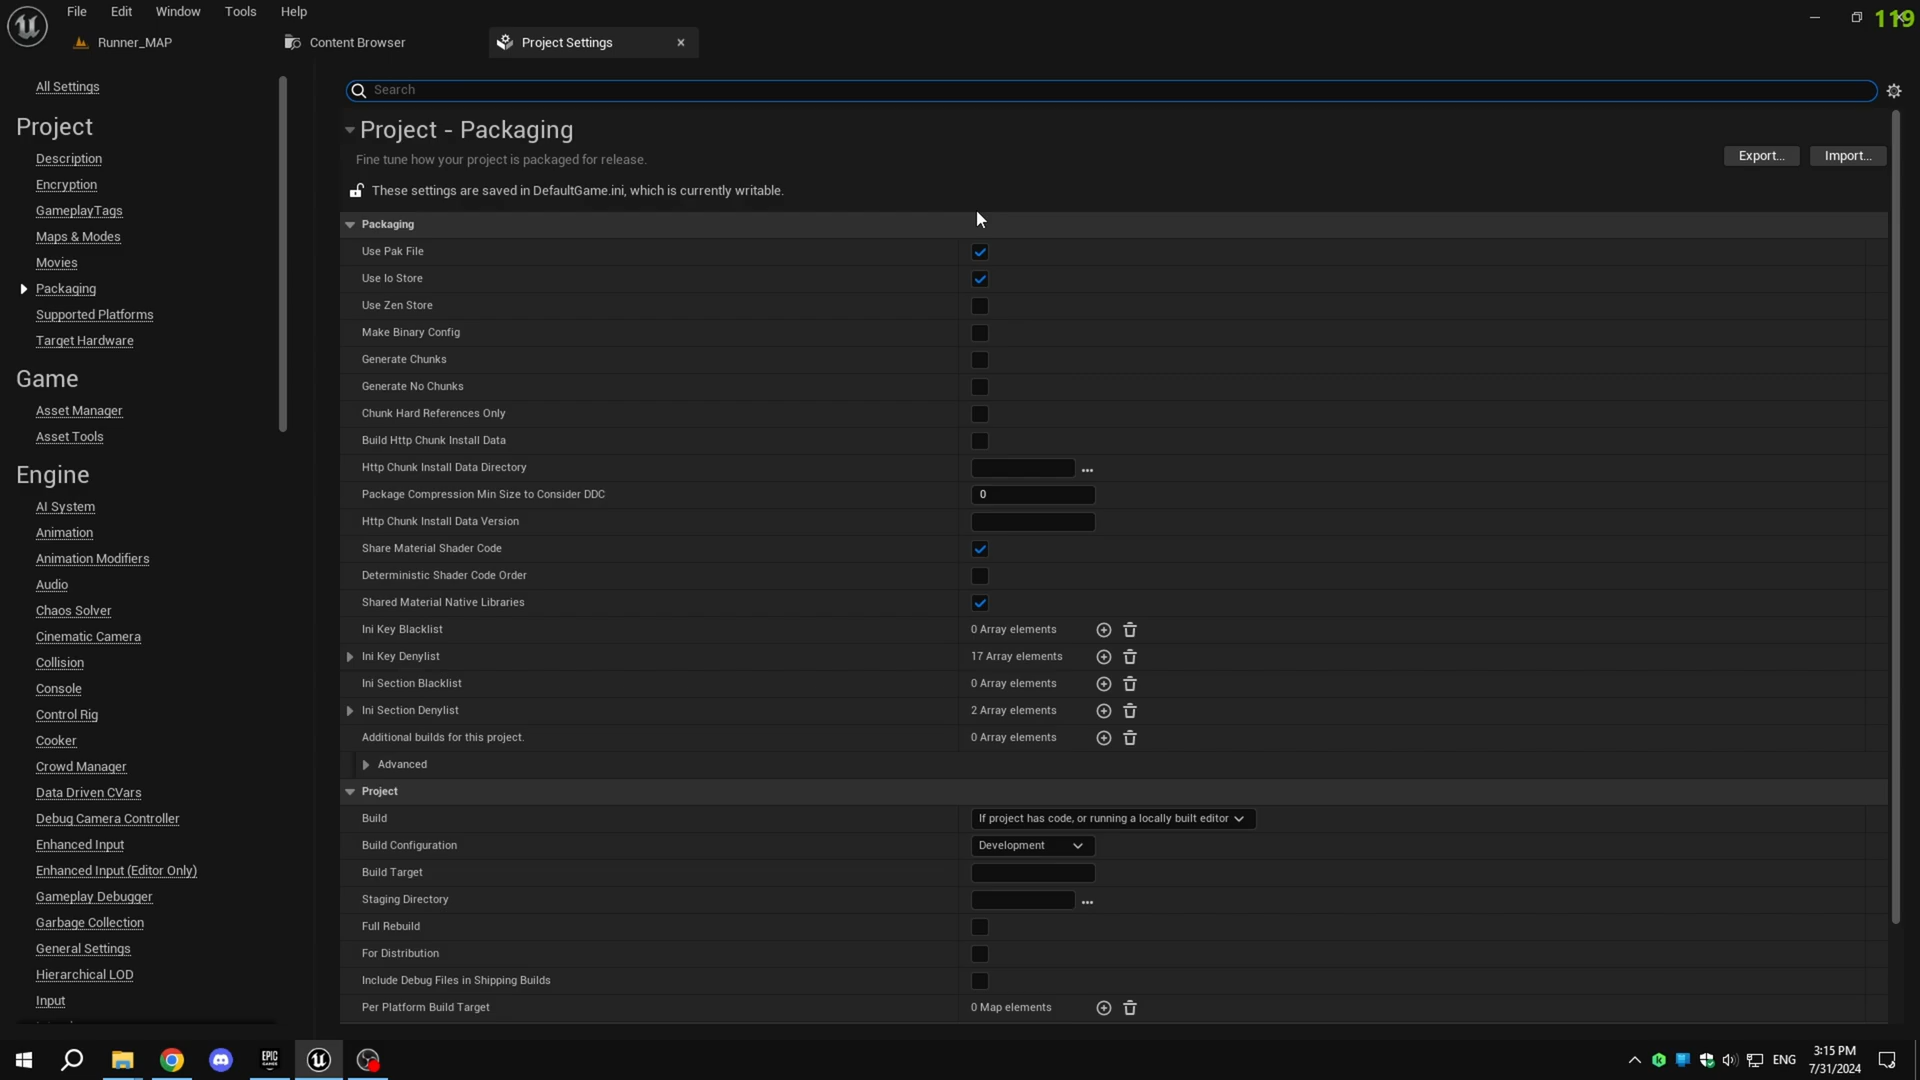 File Edit Window Tools Help
119
Runner_MAP
Content Browser
Project Settings
Search
All Settings
Project
Description
Encryption
GameplayTags
Maps & Modes
Movies
Packaging
Supported Platforms
Target Hardware
Game
Asset Manager
Asset Tools
Engine
AI System
Animation
Animation Modifiers
Audio
Chaos Solver
Cinematic Camera
Collision
Console
Control Rig
Cooker
Crowd Manager
Data Driven CVars
Debug Camera Controller
Enhanced Input
Enhanced Input (Editor Only)
Gameplay Debugger
Garbage Collection
General Settings
Hierarchical LOD
Input
Project - Packaging
Fine tune how your project is packaged for release.
Export... Import...
These settings are saved in DefaultGame.ini, which is currently writable.
Packaging
Use Pak File
Use Io Store
Use Zen Store
Make Binary Config
Generate Chunks
Generate No Chunks
Chunk Hard References Only
Build Http Chunk Install Data
Http Chunk Install Data Directory ...
Package Compression Min Size to Consider DDC 0
Http Chunk Install Data Version
Share Material Shader Code
Deterministic Shader Code Order
Shared Material Native Libraries
Ini Key Blacklist 0 Array elements
Ini Key Denylist 17 Array elements
Ini Section Blacklist 0 Array elements
Ini Section Denylist 2 Array elements
Additional builds for this project. 0 Array elements
Advanced
Project
Build If project has code, or running a locally built editor
Build Configuration Development
Build Target
Staging Directory ...
Full Rebuild
For Distribution
Include Debug Files in Shipping Builds
Per Platform Build Target 0 Map elements
EPIC GAMES
ENG
3:15 PM
7/31/2024